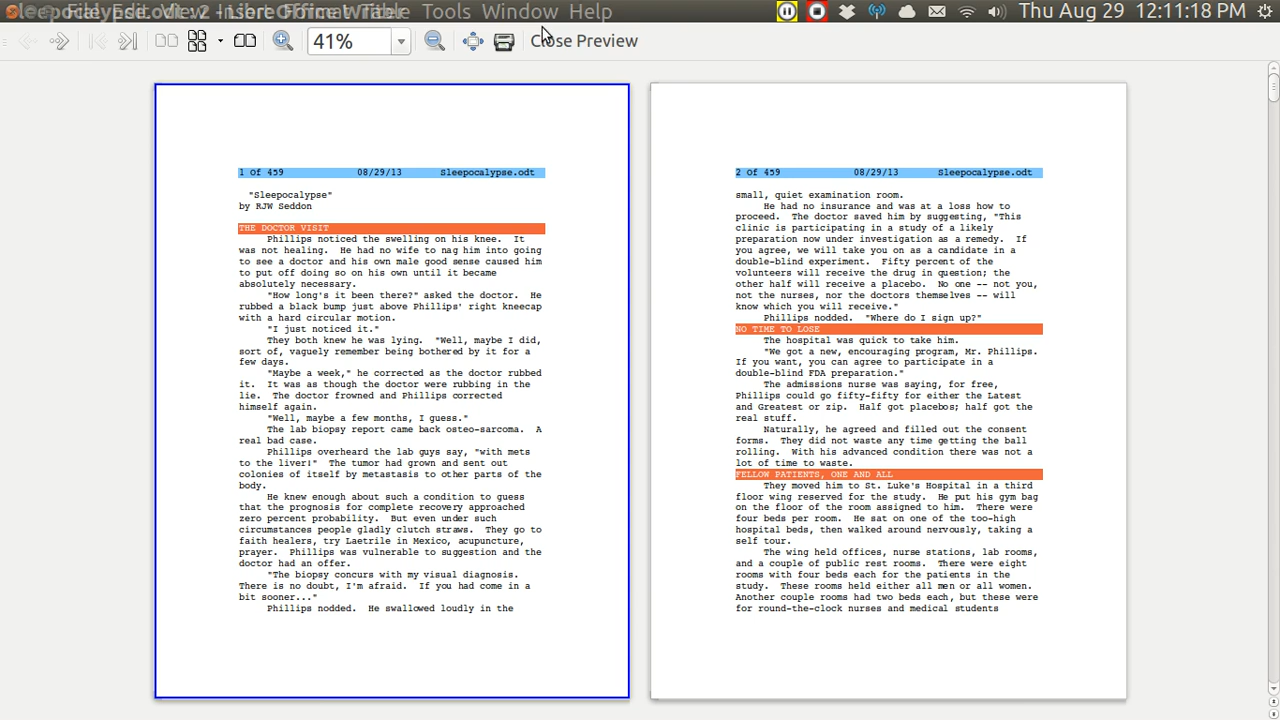 Tools Window Help
Thu Aug 29 12:11:18 PM
41%
Close Preview
1 Of 459 08/29/13 Sleepocalypse.odt
"Sleepocalypse"
by RJW Seddon
THE DOCTOR VISIT
Phillips noticed the swelling on his knee. It
was not healing. He had no wife to nag him into going
to see a doctor and his own male good sense caused him
to put off doing so on his own until it became
absolutely necessary.
"How long's it been there?" asked the doctor. He
rubbed a black bump just above Phillips' right kneecap
with a hard circular motion.
"I just noticed it."
They both knew he was lying. "Well, maybe I did,
sort of, vaguely remember being bothered by it for a
few days.
"Maybe a week," he corrected as the doctor rubbed
it. It was as though the doctor were rubbing in the
lie. The doctor frowned and Phillips corrected
himself again.
"Well, maybe a few months, I guess."
The lab biopsy report came back osteo-sarcoma. A
real bad case.
Phillips overheard the lab guys say, "with mets
to the liver!" The tumor had grown and sent out
colonies of itself by metastasis to other parts of the
body.
He knew enough about such a condition to guess
that the prognosis for complete recovery approached
zero percent probability. But even under such
circumstances people gladly clutch straws. They go to
faith healers, try Laetrile in Mexico, acupuncture,
prayer. Phillips was vulnerable to suggestion and the
doctor had an offer.
"The biopsy concurs with my visual diagnosis.
There is no doubt, I'm afraid. If you had come in a
bit sooner..."
Phillips nodded. He swallowed loudly in the
2 Of 459 08/29/13 Sleepocalypse.odt
small, quiet examination room.
He had no insurance and was at a loss how to
proceed. The doctor saved him by suggesting, "This
clinic is participating in a study of a likely
preparation now under investigation as a remedy. If
you agree, we will take you on as a candidate in a
double-blind experiment. Fifty percent of the
volunteers will receive the drug in question; the
other half will receive a placebo. No one -- not you,
not the nurses, nor the doctors themselves -- will
know which you will receive."
Phillips nodded. "Where do I sign up?"
NO TIME TO LOSE
The hospital was quick to take him.
"We got a new, encouraging program, Mr. Phillips.
If you want, you can agree to participate in a
double-blind FDA preparation."
The admissions nurse was saying, for free,
Phillips could go fifty-fifty for either the Latest
and Greatest or zip. Half got placebos; half got the
real stuff.
Naturally, he agreed and filled out the consent
forms. They did not waste any time getting the ball
rolling. With his advanced condition there was not a
lot of time to waste.
FELLOW PATIENTS, ONE AND ALL
They moved him to St. Luke's Hospital in a third
floor wing reserved for the study. He put his gym bag
on the floor of the room assigned to him. There were
four beds per room. He sat on one of the too-high
hospital beds, then walked around nervously, taking a
self tour.
The wing held offices, nurse stations, lab rooms,
and a couple of public rest rooms. There were eight
rooms with four beds each for the patients in the
study. These rooms held either all men or all women.
Another couple rooms had two beds each, but these were
for round-the-clock nurses and medical students